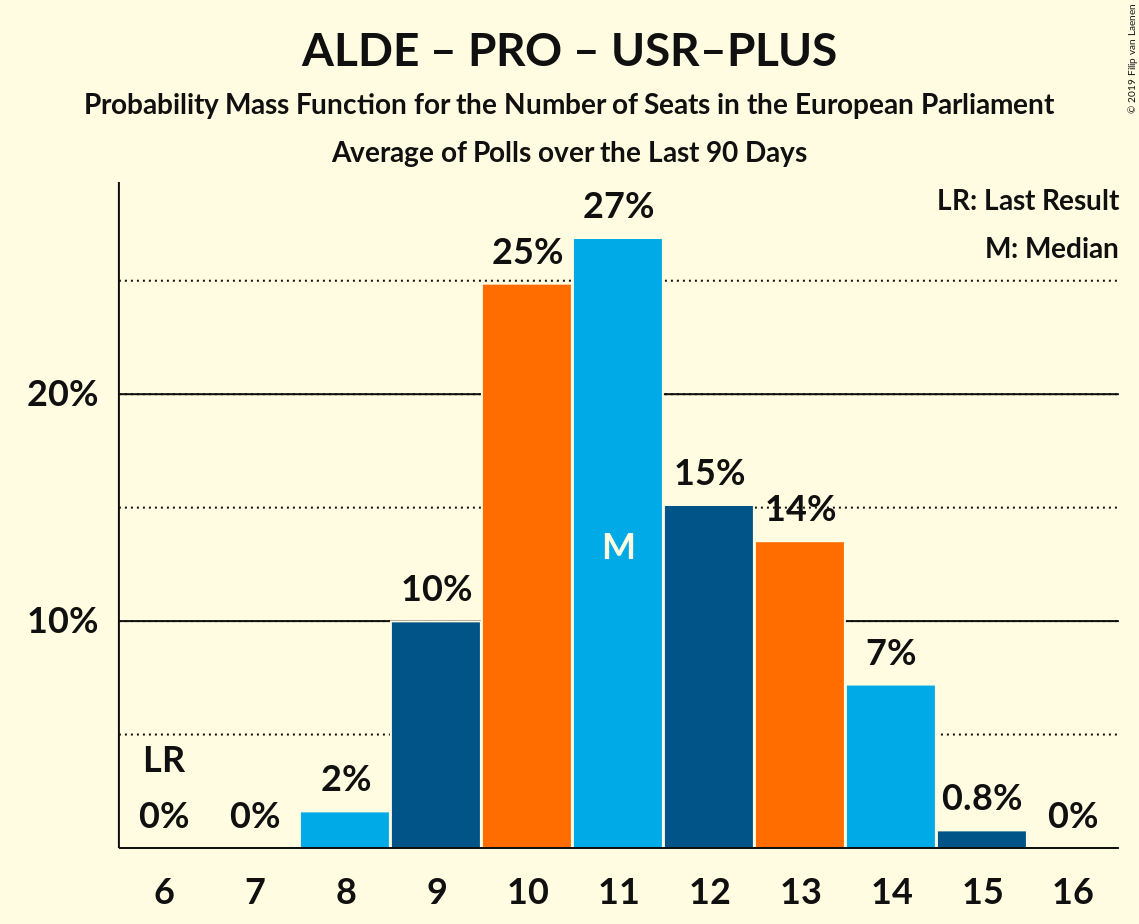 ALDE – PRO – USR–PLUS
Probability Mass Function for the Number of Seats in the European Parliament
Average of Polls over the Last 90 Days
© 2019 Filip van Laenen
LR: Last Result
M: Median
27%
25%
20%
15%
14%
M
10%
10%
7%
LR
2%
0.8%
0%
0%
0%
6 7 8 9 10 11 12 13 14 15 16